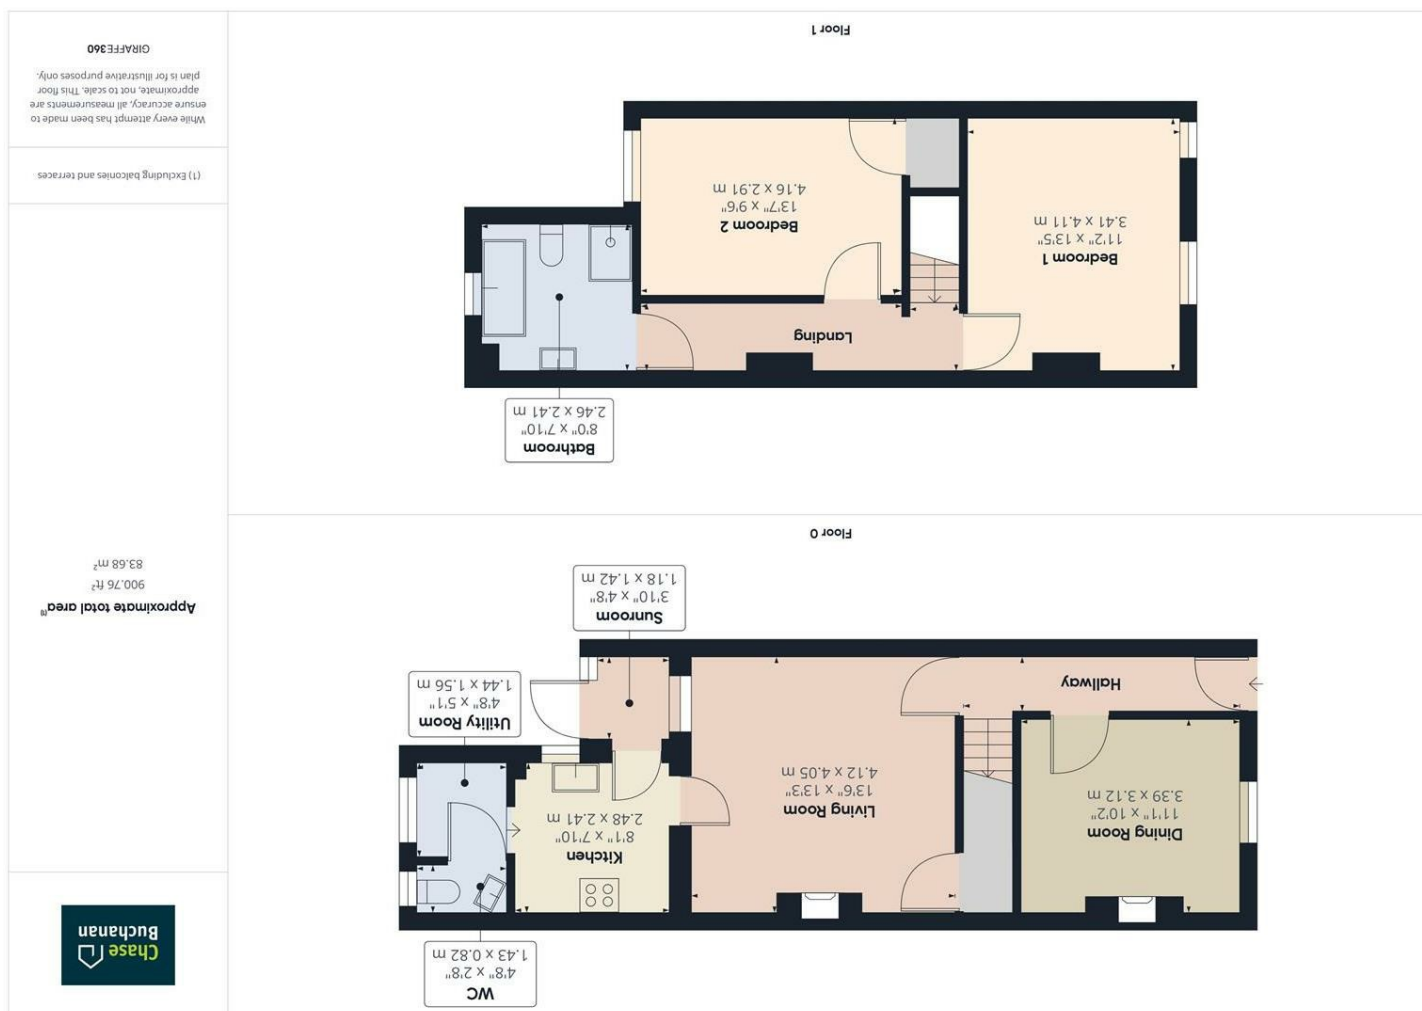 Chase
Buchanan
Approximate total area(1)
900.76 ft²
83.68 m²
(1) Excluding balconies and terraces
While every attempt has been made to
ensure accuracy, all measurements are
approximate, not to scale. This floor
plan is for illustrative purposes only.
GIRAFFE360
WC
4'8" x 2'8"
1.43 x 0.82 m
Kitchen
8'1" x 7'10"
2.48 x 2.41 m
Living Room
13'6" x 13'3"
4.12 x 4.05 m
Dining Room
11'1" x 10'2"
3.39 x 3.12 m
Utility Room
4'8" x 5'1"
1.44 x 1.56 m
Hallway
Sunroom
3'10" x 4'8"
1.18 x 1.42 m
Floor 0
Bathroom
8'0" x 7'10"
2.46 x 2.41 m
Landing
Bedroom 1
11'2" x 13'5"
3.41 x 4.11 m
Bedroom 2
13'7" x 9'6"
4.16 x 2.91 m
Floor 1